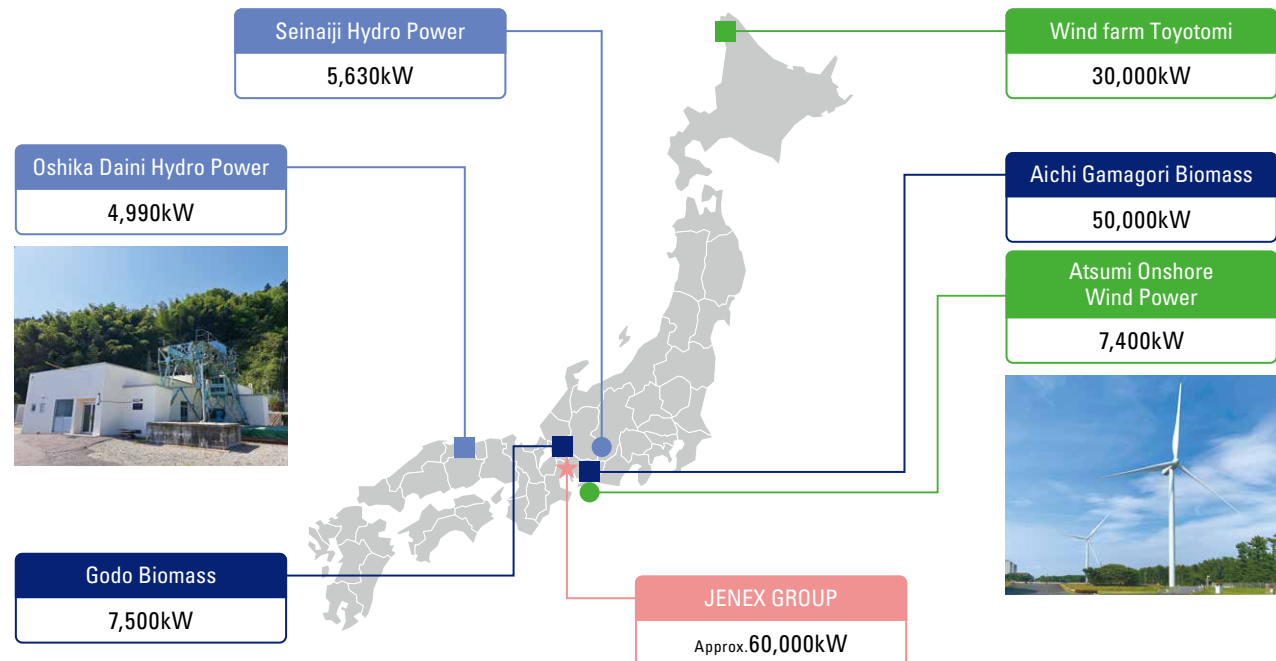 Seinaiji Hydro Power
5,630kW
Wind farm Toyotomi
30,000kW
Oshika Daini Hydro Power
4,990kW
Aichi Gamagori Biomass
50,000kW
Atsumi Onshore
Wind Power
7,400kW
Godo Biomass
7,500kW
JENEX GROUP
Approx.60,000kW